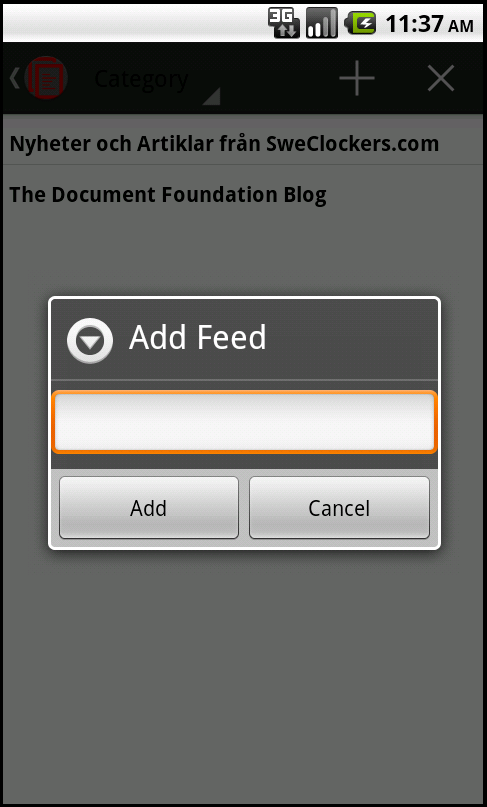 3G
11:37 AM
Category
Nyheter och Artiklar från SweClockers.com
The Document Foundation Blog
Add Feed
Add
Cancel